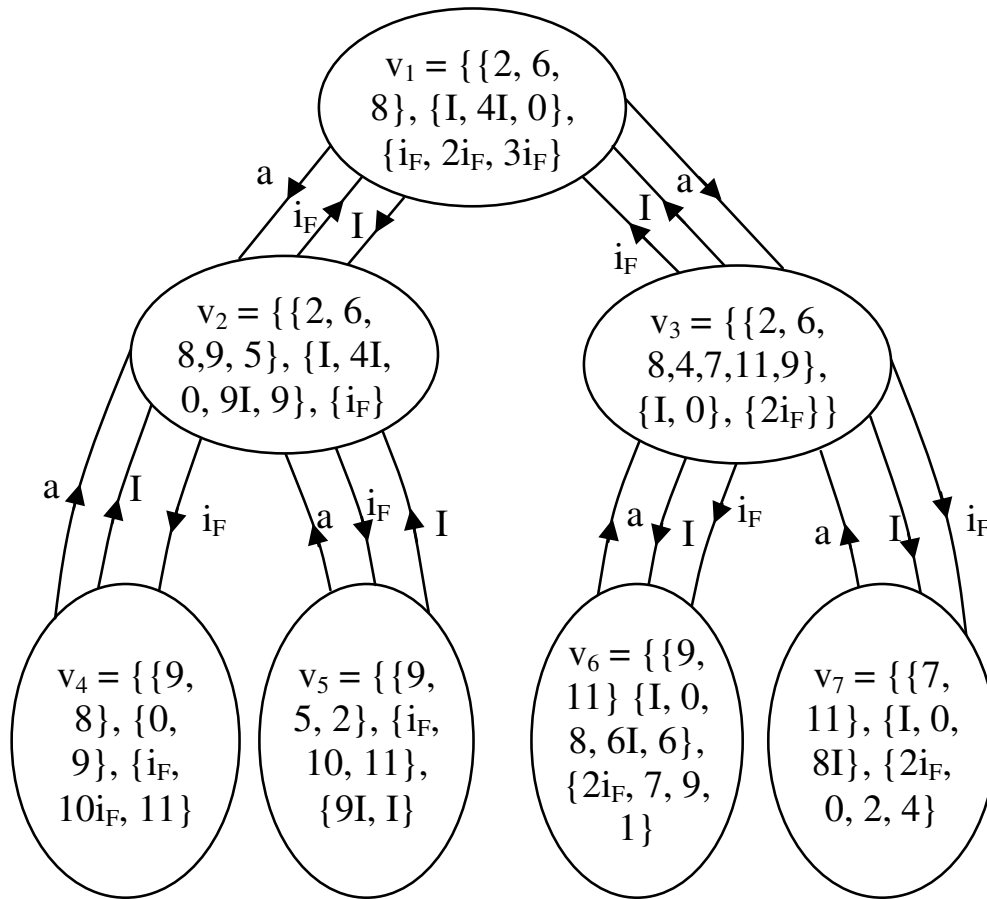 v₁ = {{2, 6,
8}, {I, 4I, 0},
{i_F, 2i_F, 3i_F}
a
i_F
I
a
I
i_F
v₂ = {{2, 6,
8,9, 5}, {I, 4I,
0, 9I, 9}, {i_F}
v₃ = {{2, 6,
8,4,7,11,9},
{I, 0}, {2i_F}}
a
I
i_F
a
i_F
I
a
I
i_F
a
I
i_F
v₄ = {{9,
8}, {0,
9}, {i_F,
10i_F, 11}
v₅ = {{9,
5, 2}, {i_F,
10, 11},
{9I, I}
v₆ = {{9,
11} {I, 0,
8, 6I, 6},
{2i_F, 7, 9,
1}
v₇ = {{7,
11}, {I, 0,
8I}, {2i_F,
0, 2, 4}